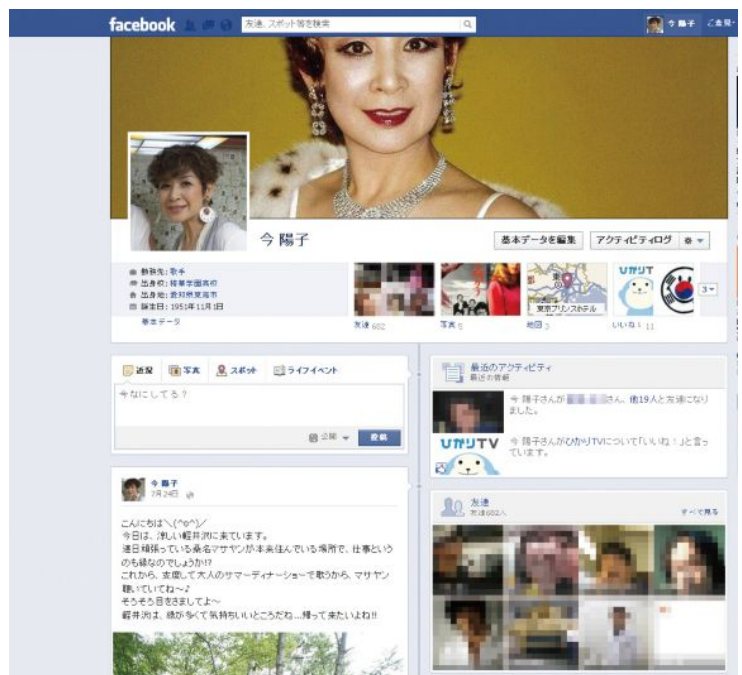 facebook
友達、スポット等を検索
今 陽子
今 陽子
基本データを編集
アクティビティログ
勤務先: 歌手
出身校:
出身地: 愛知県東海市
誕生日: 1951年11月1日
基本データ
東京プリンスホテル
ひかりTV
3
友達 602
写真 5
地図 3
いいね! 11
近況
写真
スポット
ライフイベント
今なにしてる?
公開
投稿
今 陽子
7月24日
こんにちは\(^o^)/
今日は、涼しい軽井沢に来ています。
連日頑張っている桑名マサヤンが本来住んでいる場所で、仕事という
のも縁なのでしょうか!?
これから、支度して大人のサマーディナーショーで歌うから、マサヤン
聴いていてね〜♪
そろそろ目をさましてよ〜
軽井沢は、緑が多くて気持ちいいところだね...帰って来たいよね!!
最近のアクティビティ
最近の情報
今 陽子さんが さん、他19人と友達になり
ました。
ひかりTV
今 陽子さんがひかりTVについて「いいね!」と言っ
ています。
友達
友達602人
すべて見る